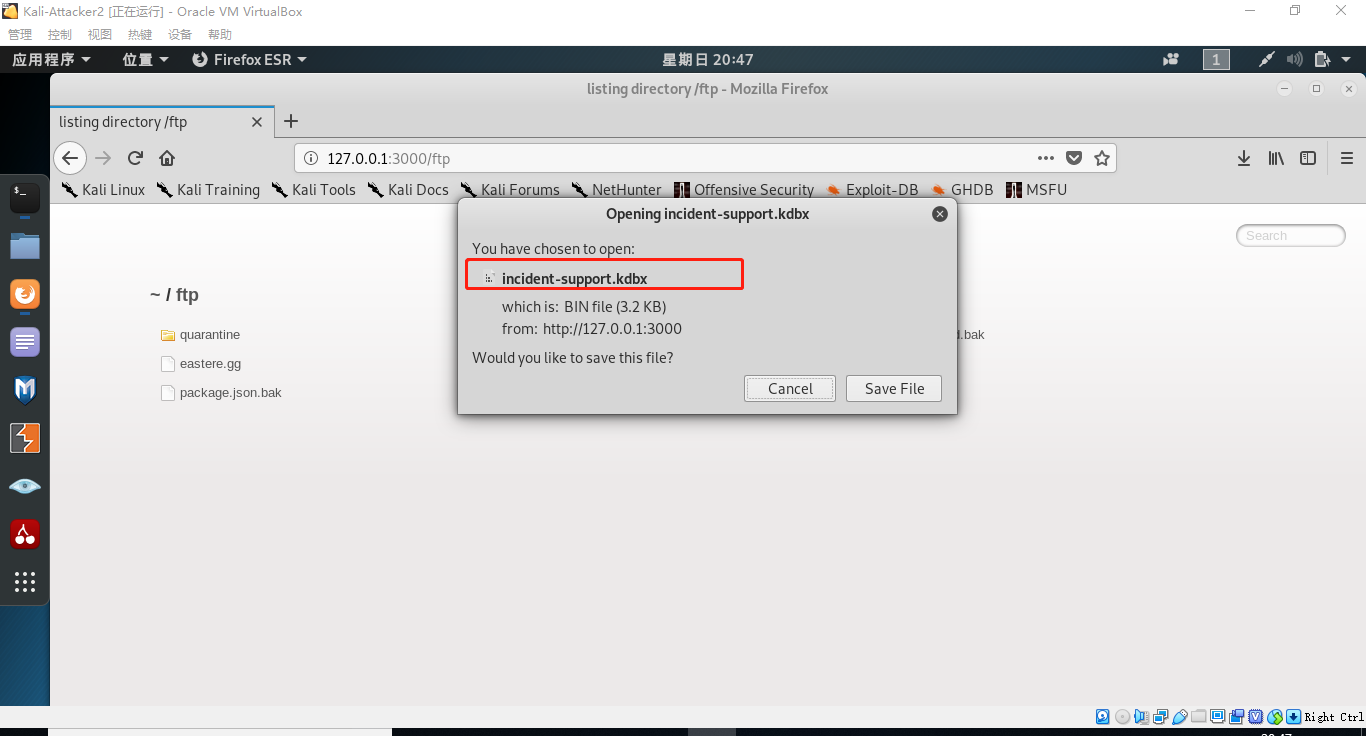 Kali-Attacker2 [正在运行] - Oracle VM VirtualBox
管理 控制 视图 热键 设备 帮助
应用程序 位置 Firefox ESR 星期日 20:47 1
listing directory /ftp - Mozilla Firefox
listing directory /ftp
127.0.0.1:3000/ftp
Kali Linux Kali Training Kali Tools Kali Docs Kali Forums NetHunter Offensive Security Exploit-DB GHDB MSFU
Opening incident-support.kdbx
Search
You have chosen to open:
incident-support.kdbx
~ / ftp
which is: BIN file (3.2 KB)
from: http://127.0.0.1:3000
quarantine
d.bak
Would you like to save this file?
eastere.gg
package.json.bak
Cancel Save File
Right Ctrl